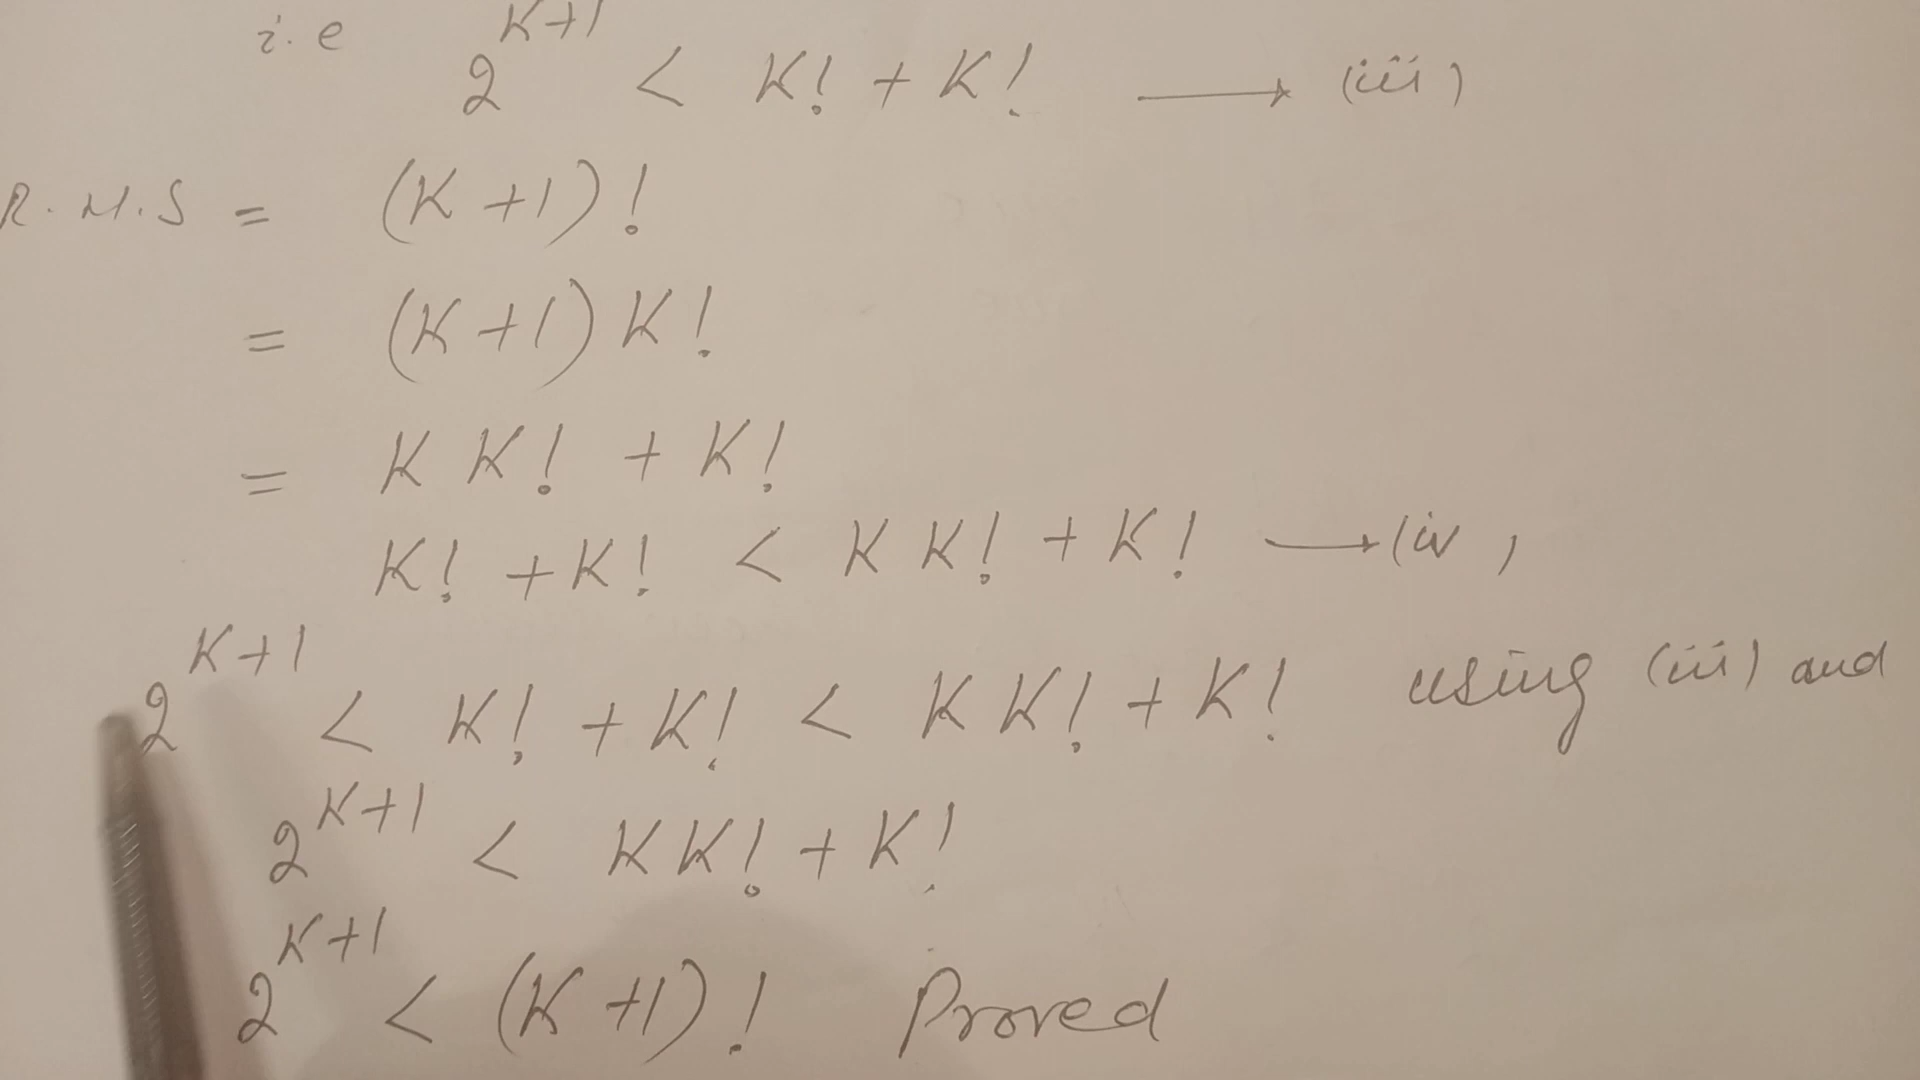 i.e 2^{K+1} < K! + K! ⟶ (iii)
R.H.S = (K+1)!
= (K+1)K!
= K K! + K!
K! + K! < K K! + K! ⟶ (iv,
2^{K+1} < K! + K! < K K! + K! using (iii) and
2^{K+1} < K K! + K!
2^{K+1} < (K+1)! Proved